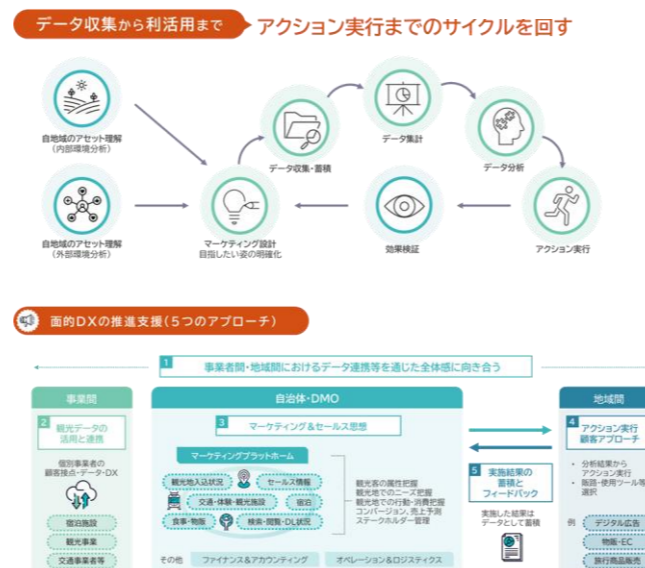 データ収集から利活用まで
アクション実行までのサイクルを回す
自地域のアセット理解
（内部環境分析）
データ収集・蓄積
データ集計
データ分析
自地域のアセット理解
（外部環境分析）
マーケティング設計
目指したい姿の明確化
効果検証
アクション実行
面的DXの推進支援（5つのアプローチ）
1 事業者間・地域間におけるデータ連携等を通じた全体感に向き合う
事業間
2 観光データの
活用と連携
個別事業者の
顧客接点・データ・DX
宿泊施設
観光事業
交通事業者等
自治体・DMO
3 マーケティング&セールス思想
マーケティングプラットホーム
観光地入込状況
セールス情報
交通・体験・観光施設
宿泊
食事・物販
検索・閲覧・DL状況
観光客の属性把握
観光地でのニーズ把握
観光地での行動・消費把握
コンバージョン、売上予測
ステークホルダー管理
その他
ファイナンス&アカウンティング
オペレーション&ロジスティクス
5 実施結果の
蓄積と
フィードバック
実施した結果は
データとして蓄積
地域間
4 アクション実行
顧客アプローチ
・ 分析結果から
アクション実行
・ 販路・使用ツール等
選択
例 デジタル広告
物販・EC
旅行商品販売